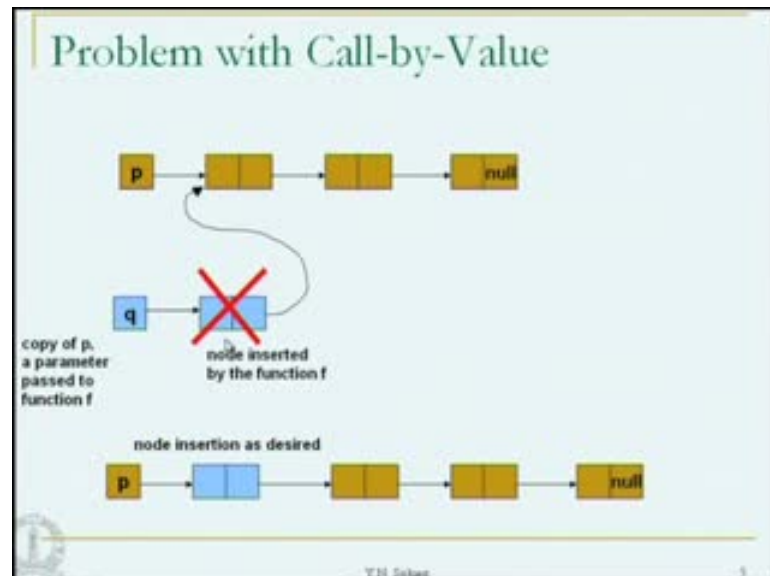 Problem with Call-by-Value
p
null
q
copy of p,
a parameter
passed to
function f
node inserted
by the function f
node insertion as desired
p
null